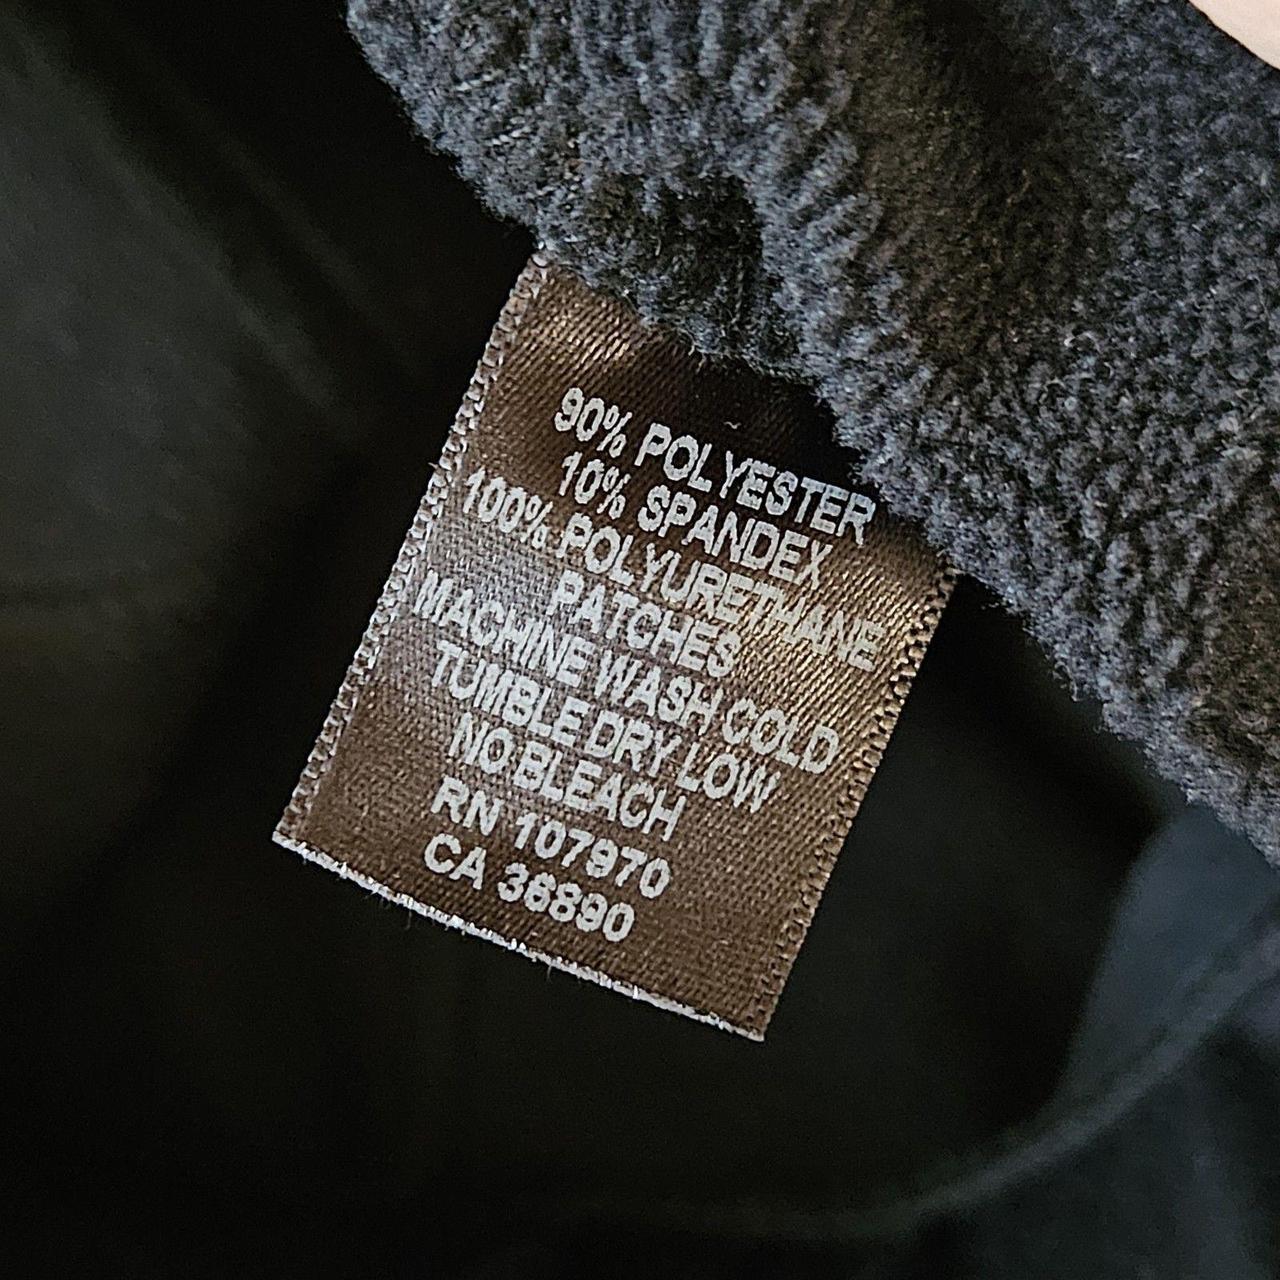 90% POLYESTER
10% SPANDEX
100% POLYURETHANE
PATCHES
MACHINE WASH COLD
TUMBLE DRY LOW
NO BLEACH
RN 107970
CA 36890